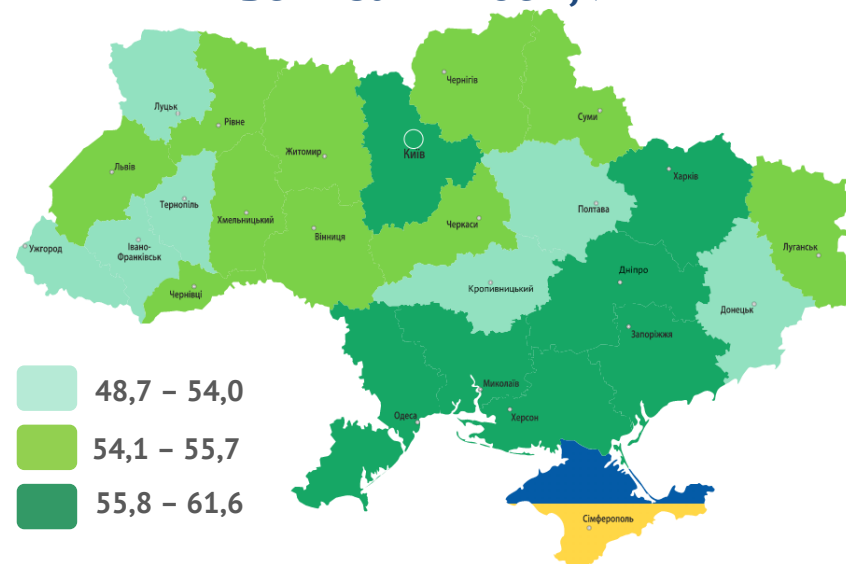 Чернігів
Луцьк
Суми
Рівне
Житомир
Київ
Львів
Харків
Тернопіль
Полтава
Хмельницький
Черкаси
Вінниця
Ужгород
Івано-
Франківськ
Луганськ
Дніпро
Чернівці
Кропивницький
Донецьк
Запоріжжя
48,7 – 54,0
Миколаїв
Одеса
Херсон
54,1 – 55,7
55,8 – 61,6
Сімферополь